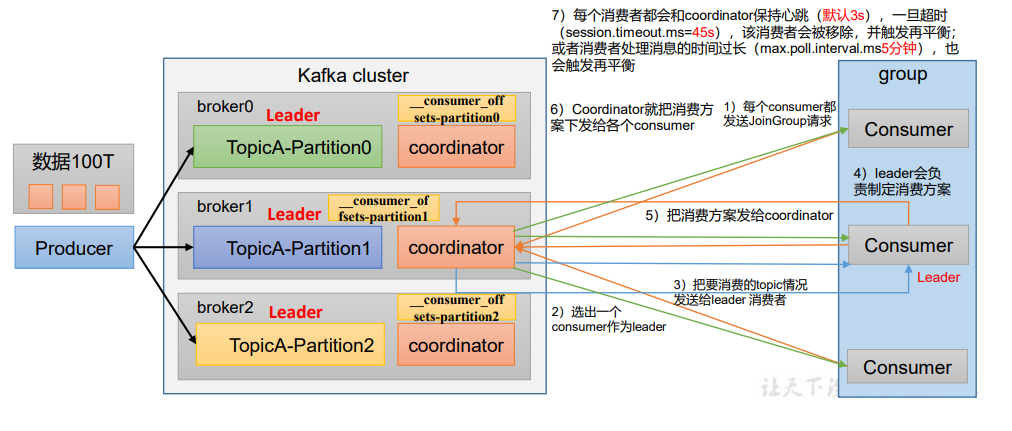 7）每个消费者都会和coordinator保持心跳（默认3s），一旦超时
（session.timeout.ms=45s），该消费者会被移除，并触发再平衡；
或者消费者处理消息的时间过长（max.poll.interval.ms5分钟），也
会触发再平衡
Kafka cluster
group
broker0
Leader
__consumer_off
sets-partition0
TopicA-Partition0
coordinator
6）Coordinator就把消费方
案下发给各个consumer
1）每个consumer都
发送JoinGroup请求
Consumer
数据100T
4）leader会负
责制定消费方案
broker1
Leader
__consumer_of
fsets-partition1
5）把消费方案发给coordinator
Producer
TopicA-Partition1
coordinator
Consumer
Leader
3）把要消费的topic情况
发送给leader 消费者
broker2
Leader
__consumer_off
sets-partition2
2）选出一个
consumer作为leader
TopicA-Partition2
coordinator
Consumer
让天下